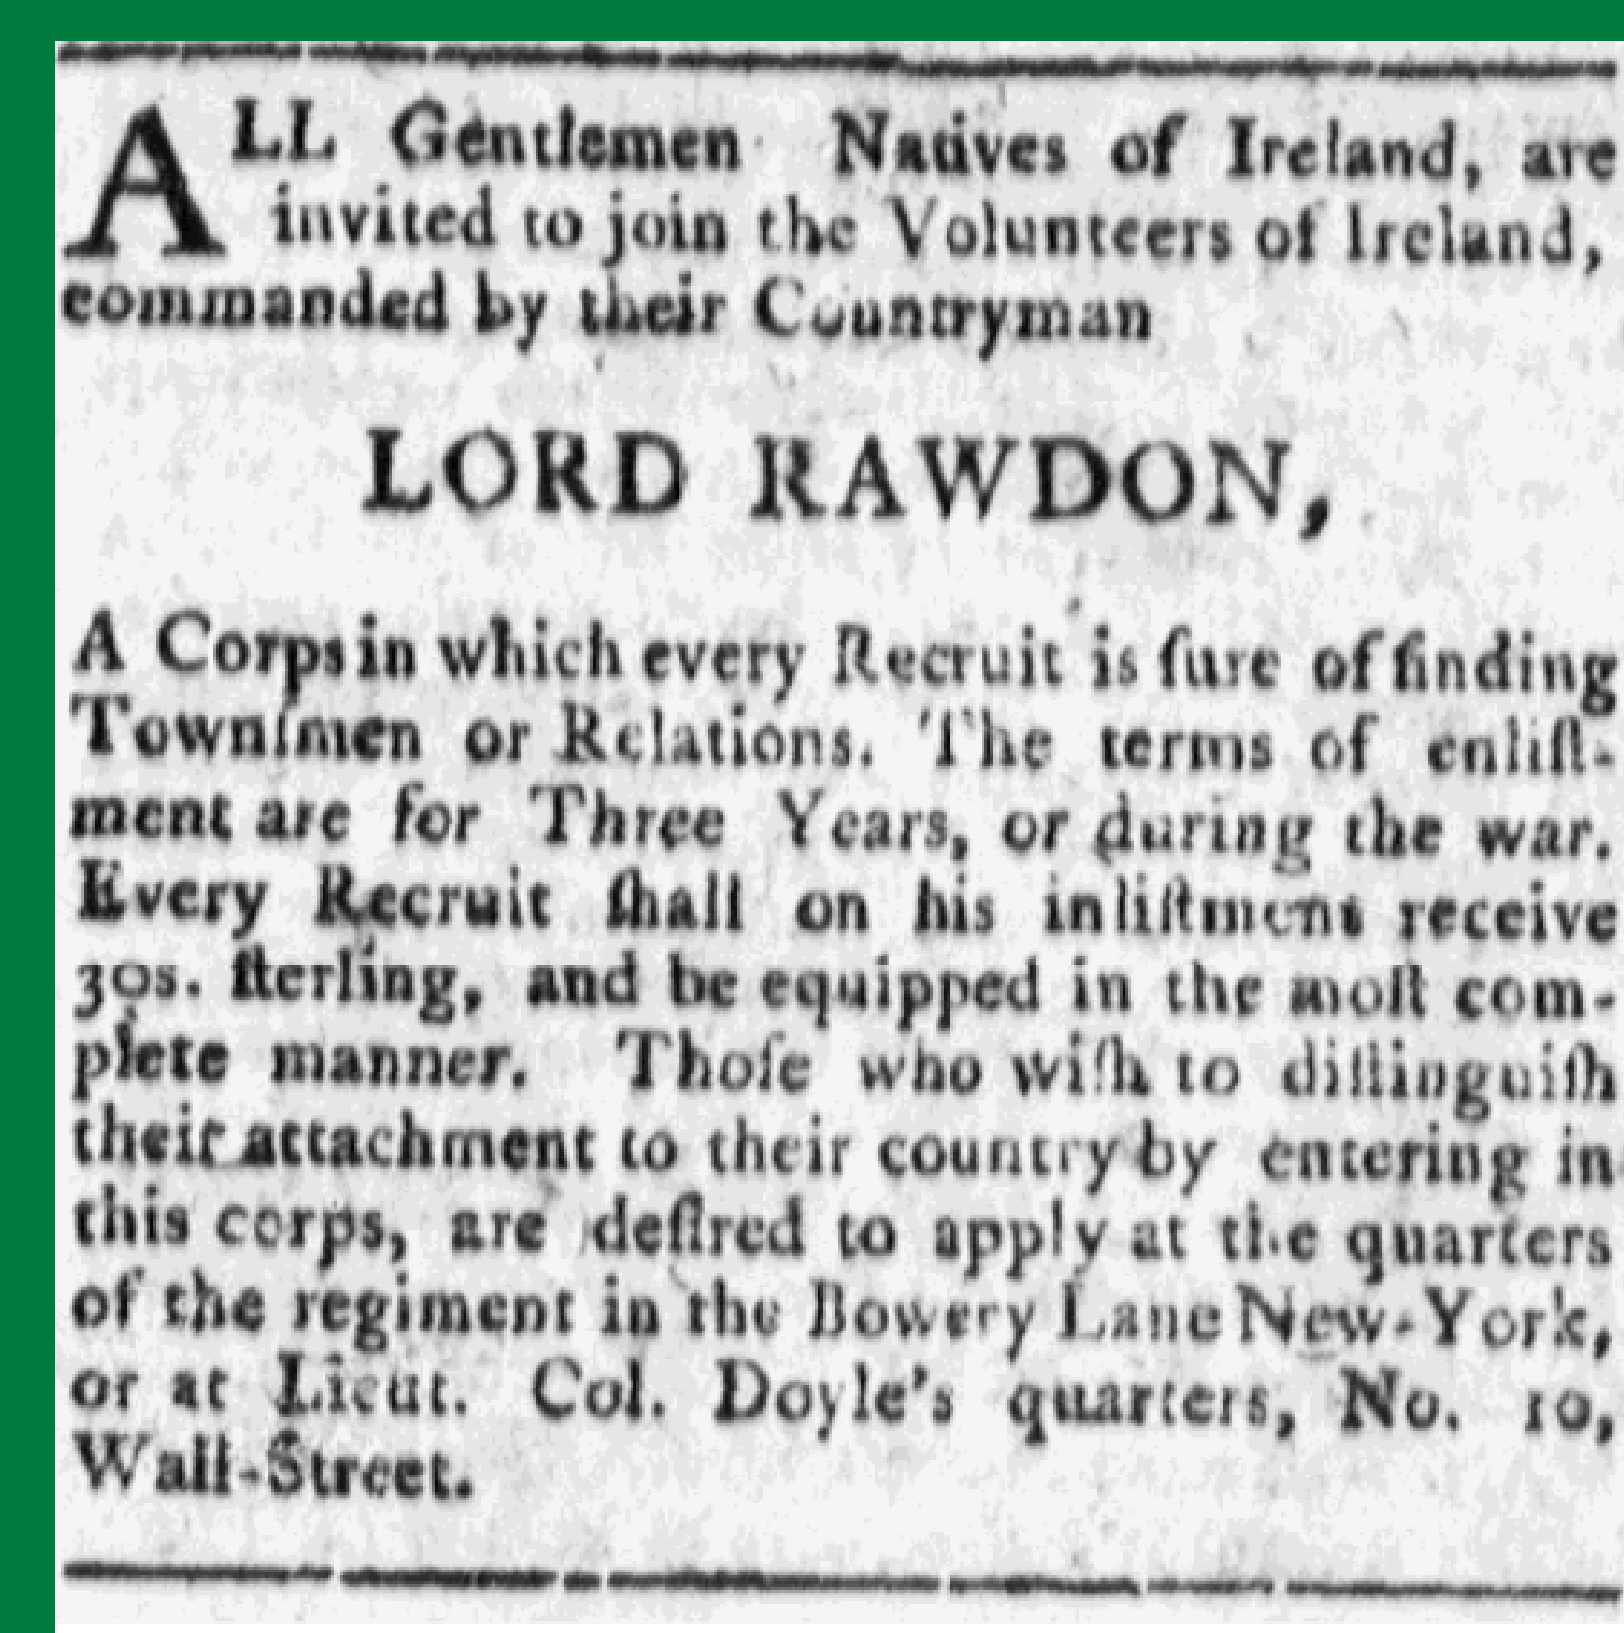 ALL Gentlemen Natives of Ireland, are
invited to join the Volunteers of Ireland,
commanded by their Countryman
LORD RAWDON,
A Corps in which every Recruit is ſure of finding
Townſmen or Relations. The terms of enliſt-
ment are for Three Years, or during the war.
Every Recruit ſhall on his inliſtment receive
30s. ſterling, and be equipped in the moſt com-
plete manner. Thoſe who wiſh to diſtinguiſh
their attachment to their country by entering in
this corps, are deſired to apply at the quarters
of the regiment in the Bowery Lane New-York,
or at Lieut. Col. Doyle's quarters, No. 10,
Wall-Street.